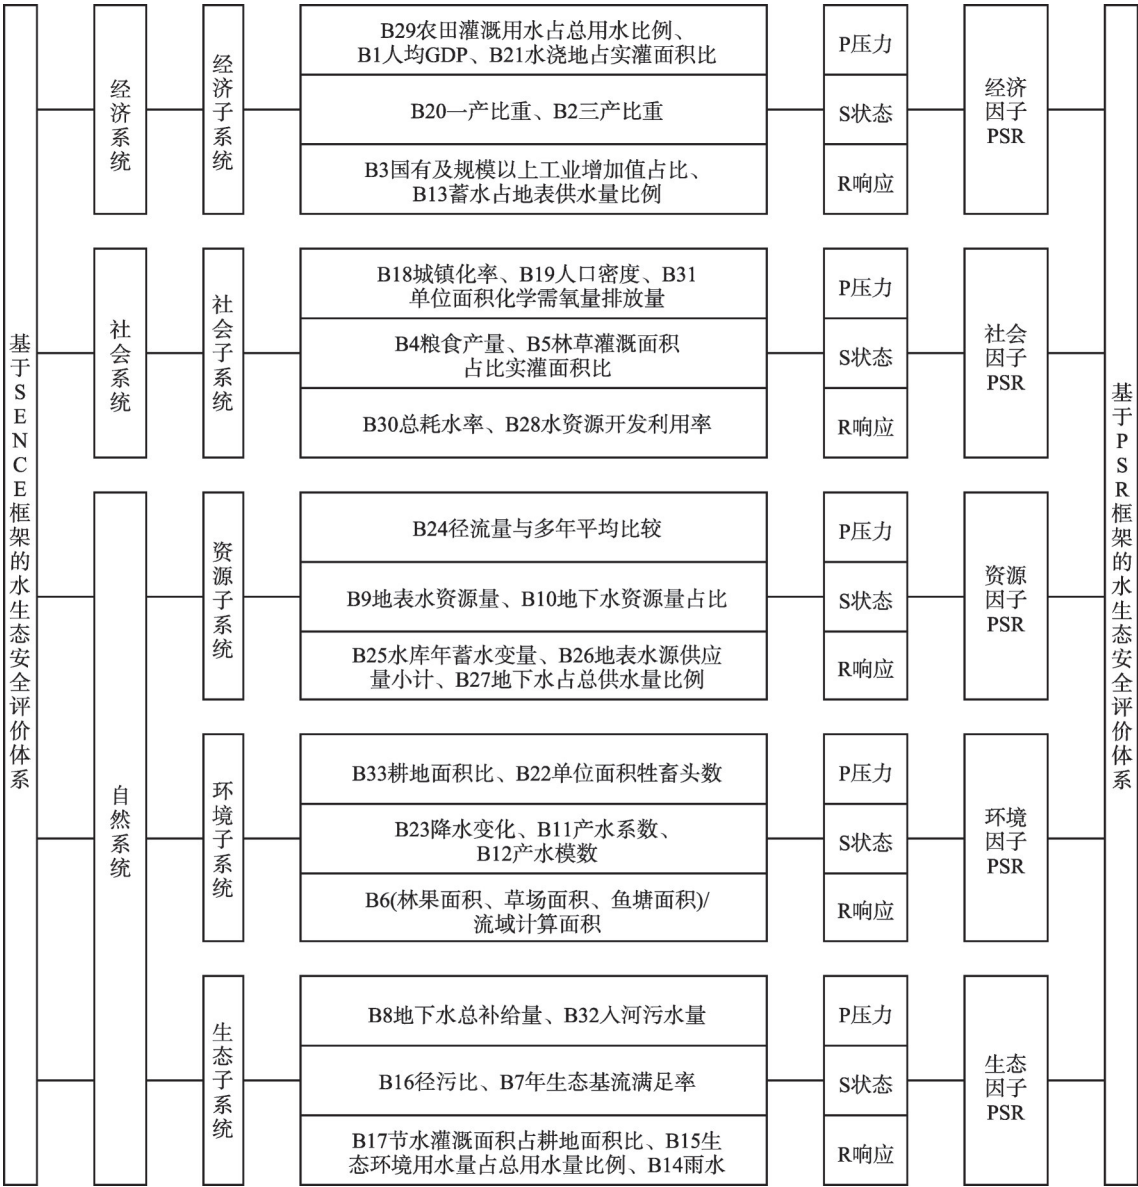 基于SENCE框架的水生态安全评价体系
经济系统
经济子系统
B29农田灌溉用水占总用水比例、
B1人均GDP、B21水浇地占实灌面积比
P压力
B20一产比重、B2三产比重
S状态
B3国有及规模以上工业增加值占比、
B13蓄水占地表供水量比例
R响应
经济
因子
PSR
社会系统
社会子系统
B18城镇化率、B19人口密度、B31
单位面积化学需氧量排放量
P压力
B4粮食产量、B5林草灌溉面积
占比实灌面积比
S状态
B30总耗水率、B28水资源开发利用率
R响应
社会
因子
PSR
自然系统
资源子系统
B24径流量与多年平均比较
P压力
B9地表水资源量、B10地下水资源量占比
S状态
B25水库年蓄水变量、B26地表水源供应
量小计、B27地下水占总供水量比例
R响应
资源
因子
PSR
环境子系统
B33耕地面积比、B22单位面积牲畜头数
P压力
B23降水变化、B11产水系数、
B12产水模数
S状态
B6(林果面积、草场面积、鱼塘面积)/
流域计算面积
R响应
环境
因子
PSR
生态子系统
B8地下水总补给量、B32入河污水量
P压力
B16径污比、B7年生态基流满足率
S状态
B17节水灌溉面积占耕地面积比、B15生
态环境用水量占总用水量比例、B14雨水
R响应
生态
因子
PSR
基于PSR框架的水生态安全评价体系